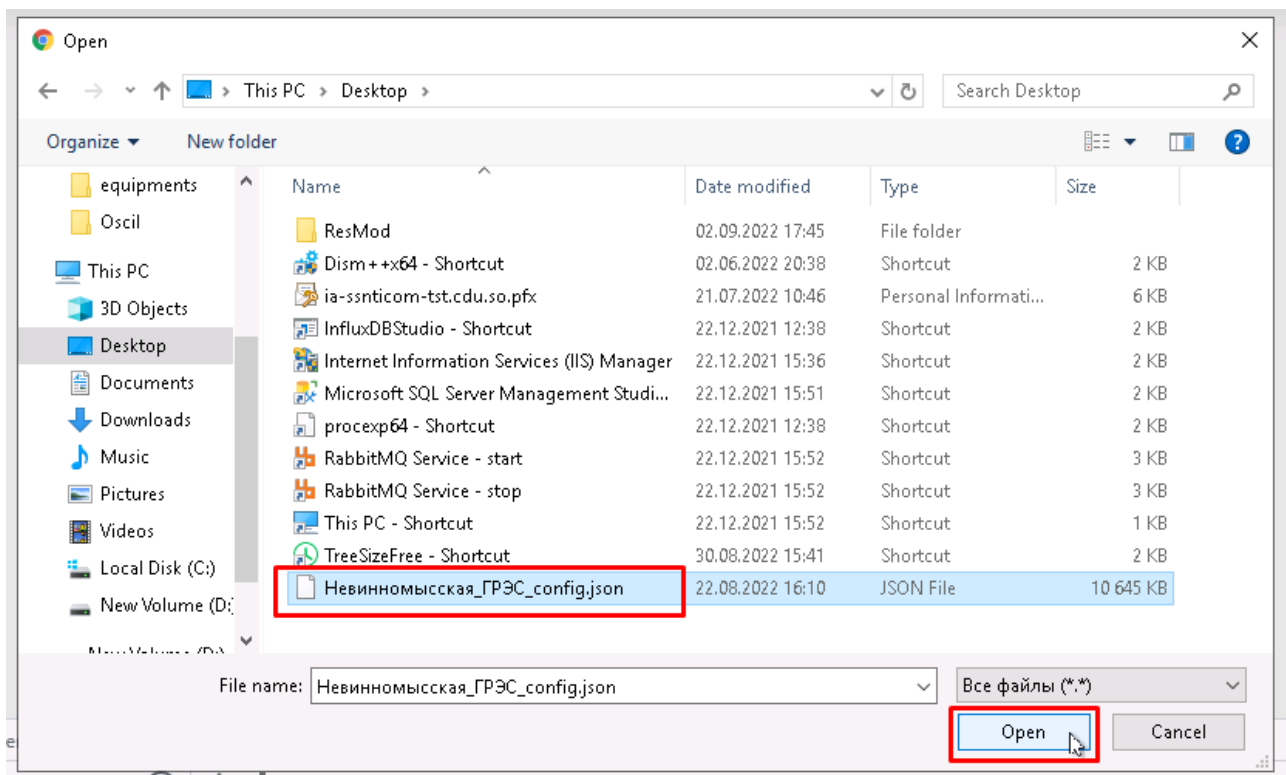 Open
This PC > Desktop >
Search Desktop
Organize
New folder
?
equipments
Oscil
This PC
3D Objects
Desktop
Documents
Downloads
Music
Pictures
Videos
Local Disk (C:)
New Volume (D:
Name Date modified Type Size
ResMod 02.09.2022 17:45 File folder
Dism++x64 - Shortcut 02.06.2022 20:38 Shortcut 2 KB
ia-ssnticom-tst.cdu.so.pfx 21.07.2022 10:46 Personal Informati... 6 KB
InfluxDBStudio - Shortcut 22.12.2021 12:38 Shortcut 2 KB
Internet Information Services (IIS) Manager 22.12.2021 15:36 Shortcut 2 KB
Microsoft SQL Server Management Studi... 22.12.2021 15:51 Shortcut 2 KB
procexp64 - Shortcut 22.12.2021 12:38 Shortcut 2 KB
RabbitMQ Service - start 22.12.2021 15:52 Shortcut 3 KB
RabbitMQ Service - stop 22.12.2021 15:52 Shortcut 3 KB
This PC - Shortcut 22.12.2021 15:52 Shortcut 1 KB
TreeSizeFree - Shortcut 30.08.2022 15:41 Shortcut 2 KB
Невинномысская_ГРЭС_config.json 22.08.2022 16:10 JSON File 10 645 KB
File name: Невинномысская_ГРЭС_config.json
Все файлы (*.*)
Open
Cancel